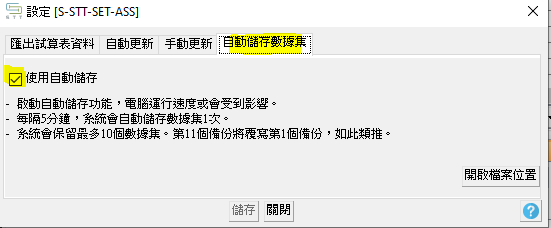 STT
設定 [S-STT-SET-ASS]
匯出試算表資料 自動更新 手動更新 自動儲存數據集
使用自動儲存
- 啟動自動儲存功能，電腦運行速度或會受到影響。
- 每隔5分鐘，系統會自動儲存數據集1次。
- 系統會保留最多10個數據集。第11個備份將覆寫第1個備份，如此類推。
開啟檔案位置
儲存 關閉 ?